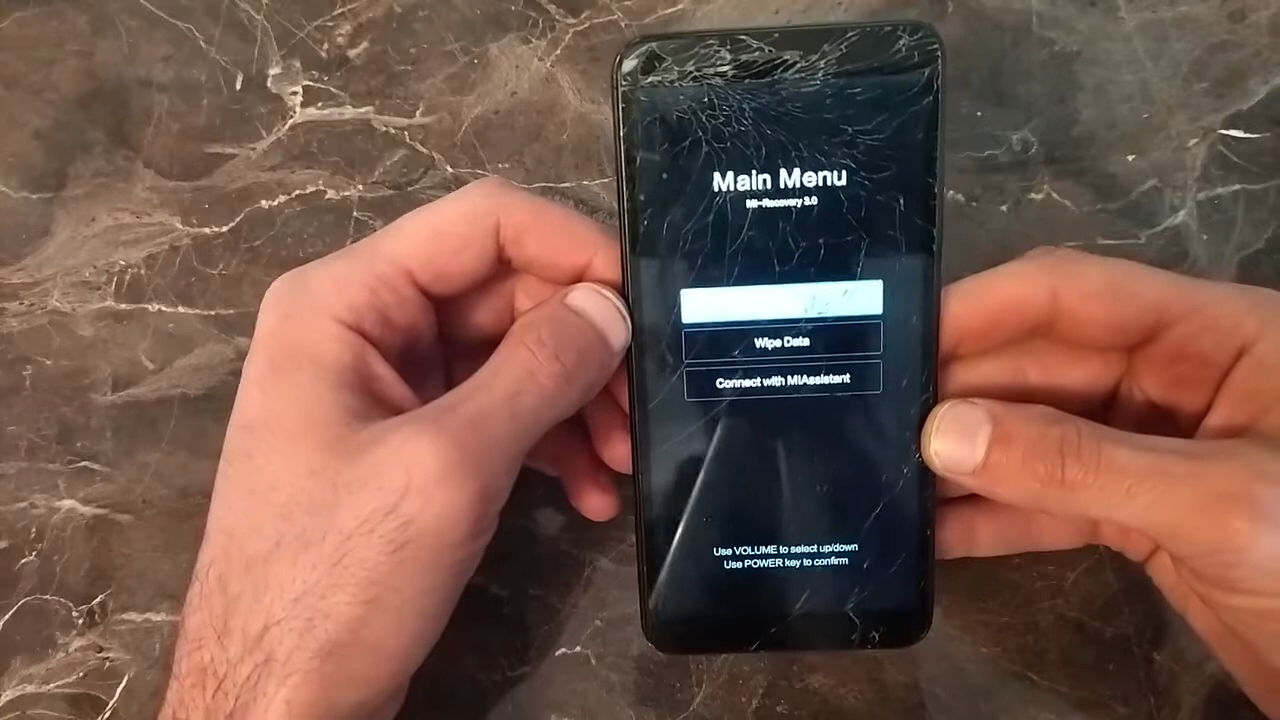 Main Menu
Mi-Recovery 3.0
Wipe Data
Connect with MIAssistant
Use VOLUME to select up/down
Use POWER key to confirm